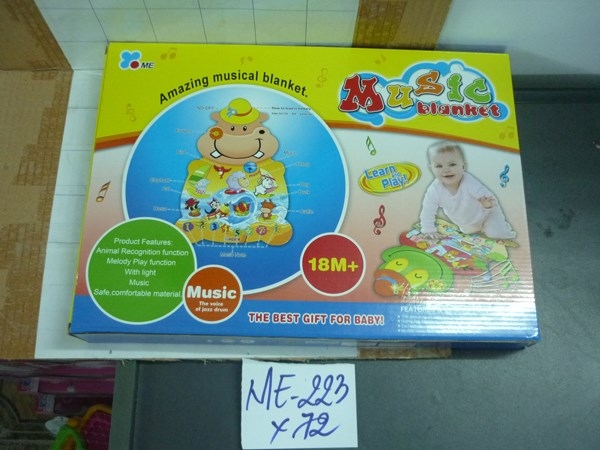 ME
Amazing musical blanket.
Music
blanket
Learn
Play!
Product Features:
Animal Recognition function
Melody Play function
With light
Music
Safe,comfortable material.
Music
The voice
of jazz drum
18M+
THE BEST GIFT FOR BABY!
ME-223
x 72